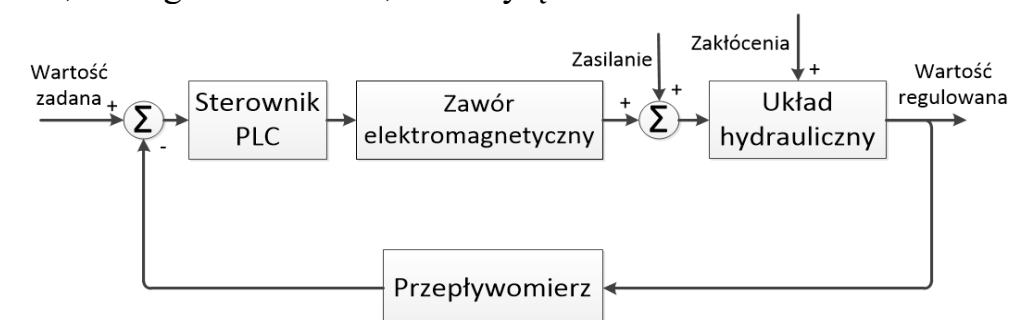 Zakłócenia
Zasilanie
Wartość
zadana
+
Σ
-
Sterownik
PLC
Zawór
elektromagnetyczny
+
+
Σ
+
Układ
hydrauliczny
Wartość
regulowana
Przepływomierz